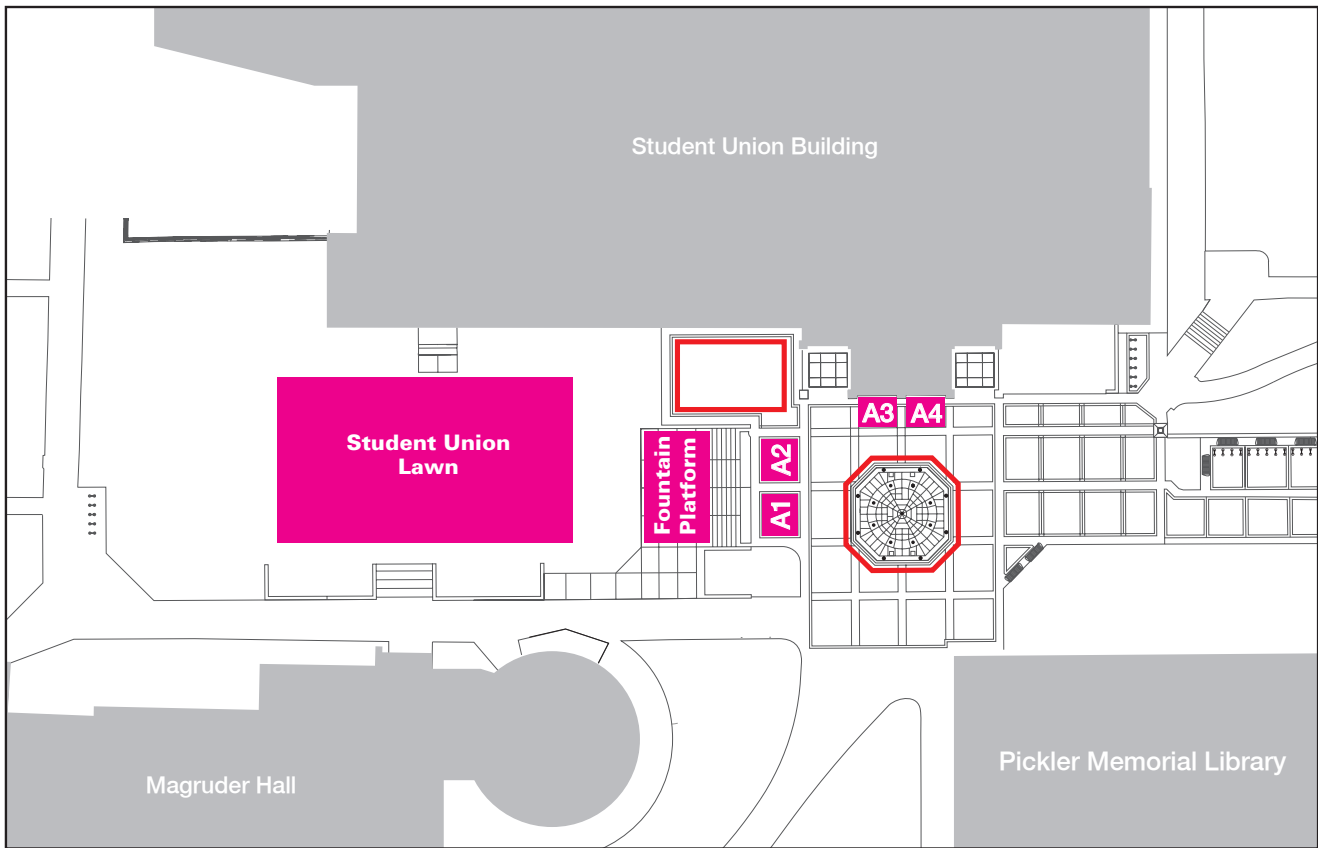 Student Union Building
A3
A4
Student Union
Lawn
Fountain
Platform
A2
A1
Magruder Hall
Pickler Memorial Library